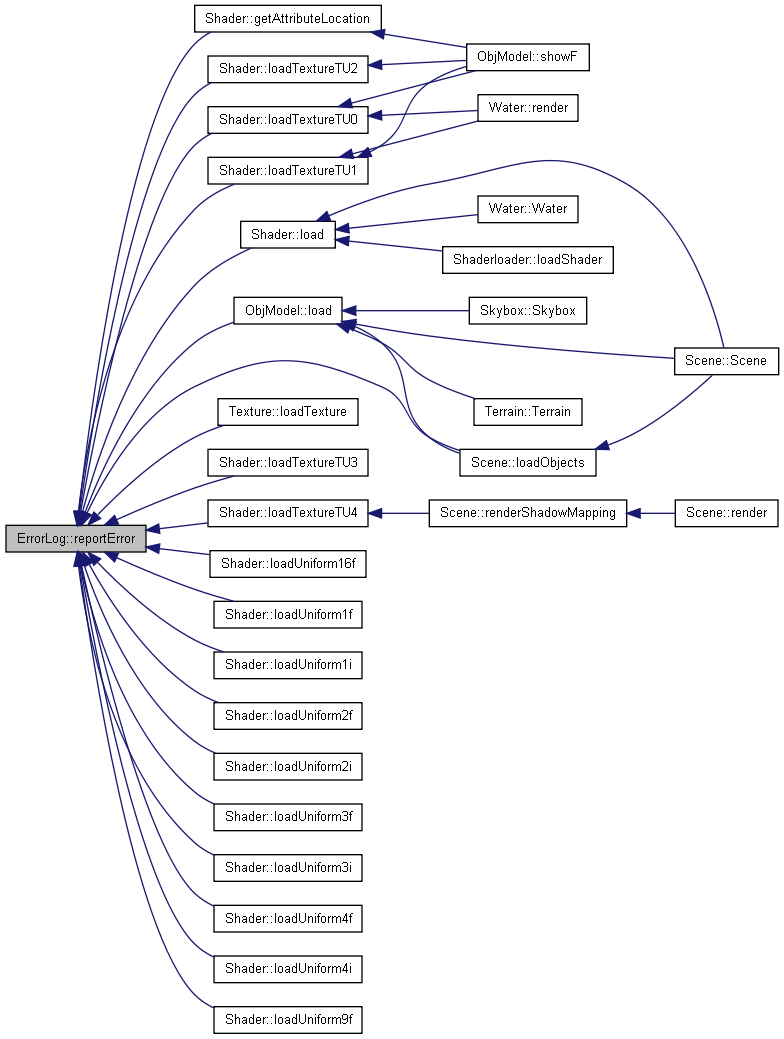 Shader::getAttributeLocation
ObjModel::showF
Shader::loadTextureTU2
Water::render
Shader::loadTextureTU0
Shader::loadTextureTU1
Water::Water
Shader::load
Shaderloader::loadShader
ObjModel::load
Skybox::Skybox
Scene::Scene
Texture::loadTexture
Terrain::Terrain
Shader::loadTextureTU3
Scene::loadObjects
Shader::loadTextureTU4
Scene::renderShadowMapping
Scene::render
ErrorLog::reportError
Shader::loadUniform16f
Shader::loadUniform1f
Shader::loadUniform1i
Shader::loadUniform2f
Shader::loadUniform2i
Shader::loadUniform3f
Shader::loadUniform3i
Shader::loadUniform4f
Shader::loadUniform4i
Shader::loadUniform9f